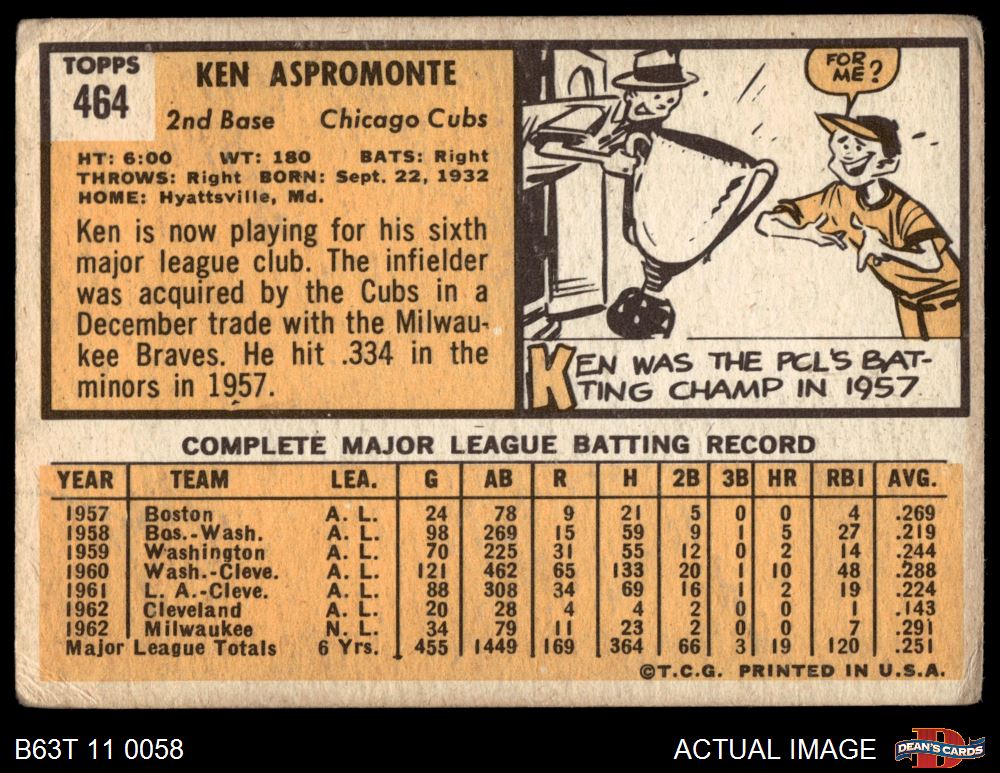 TOPPS
464
KEN ASPROMONTE
2nd Base Chicago Cubs
HT: 6:00 WT: 180 BATS: Right
THROWS: Right BORN: Sept. 22, 1932
HOME: Hyattsville, Md.
Ken is now playing for his sixth
major league club. The infielder
was acquired by the Cubs in a
December trade with the Milwau-
kee Braves. He hit .334 in the
minors in 1957.
FOR
ME?
KEN WAS THE PCL'S BAT-
TING CHAMP IN 1957
COMPLETE MAJOR LEAGUE BATTING RECORD
YEAR TEAM LEA. G AB R H 2B 3B HR RBI AVG.
1957 Boston A. L. 24 78 9 21 5 0 0 4 .269
1958 Bos.-Wash. A. L. 98 269 15 59 9 1 5 27 .219
1959 Washington A. L. 70 225 31 55 12 0 2 14 .244
1960 Wash.-Cleve. A. L. 121 462 65 133 20 1 10 48 .288
1961 L. A.-Cleve. A. L. 88 308 34 69 16 1 2 19 .224
1962 Cleveland A. L. 20 28 4 4 2 0 0 1 .143
1962 Milwaukee N. L. 34 79 11 23 2 0 0 7 .291
Major League Totals 6 Yrs. 455 1449 169 364 66 3 19 120 .251
©T.C.G. PRINTED IN U.S.A.
B63T 11 0058
ACTUAL IMAGE
D
DEAN'S CARDS